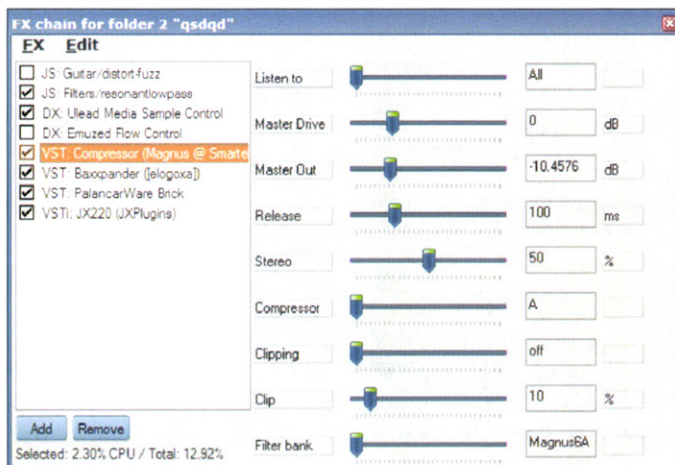 FX chain for folder 2 "qsdqd"
FX Edit
JS: Guitar/distort-fuzz
JS: Filters/resonantlowpass
DX: Ulead Media Sample Control
DX: Emuzed Flow Control
VST: Compressor (Magnus @ Smarte
VST: Baxxpander ([elogoxa])
VST: PalancarWare Brick
VSTi: JX220 (JXPlugins)
Add Remove
Selected: 2.30% CPU / Total: 12.92%
Listen to All
Master Drive 0 dB
Master Out -10.4576 dB
Release 100 ms
Stereo 50 %
Compressor A
Clipping off
Clip 10 %
Filter bank Magnus6A